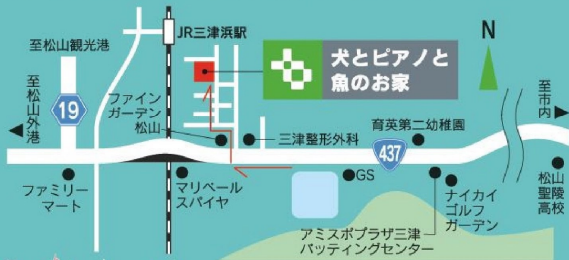 JR三津浜駅
N
至松山観光港
犬とピアノと
魚のお家
至松山外港
19
ファイン
ガーデン
松山
三津整形外科
育英第二幼稚園
至市内
437
ファミリー
マート
マリベール
スパイヤ
GS
ナイカイ
ゴルフ
ガーデン
松山
聖陵
高校
アミスポプラザ三津
バッティングセンター